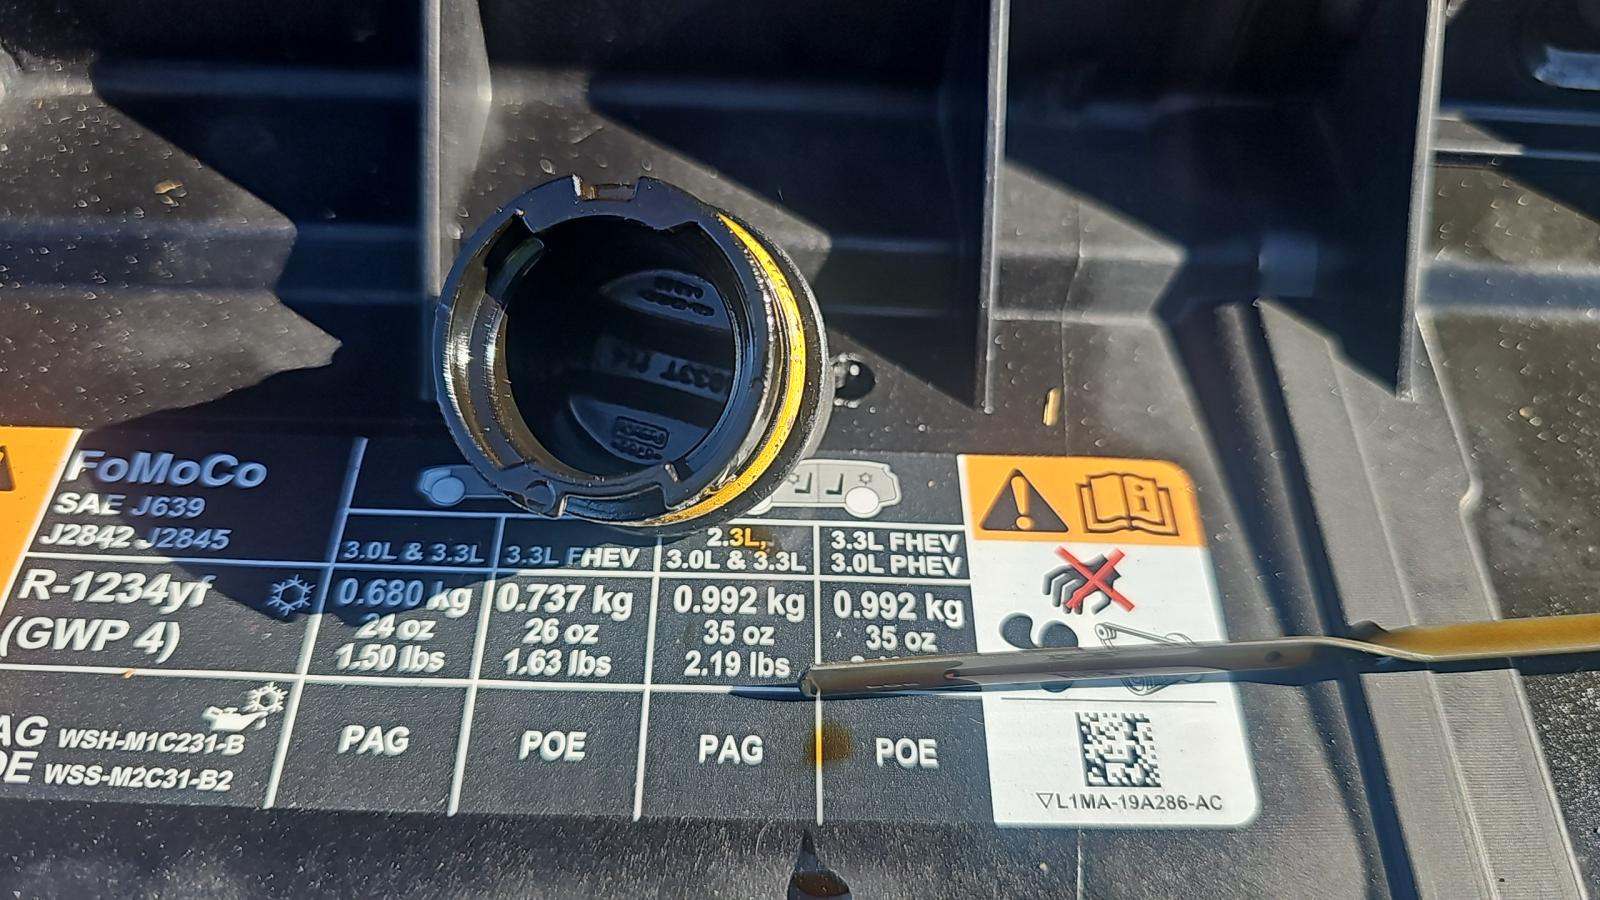 FoMoCo
SAE J639
J2842 J2845
3.0L & 3.3L
3.3L FHEV
2.3L,
3.0L & 3.3L
3.3L FHEV
3.0L PHEV
R-1234yf
(GWP 4)
0.680 kg
24 oz
1.50 lbs
0.737 kg
26 oz
1.63 lbs
0.992 kg
35 oz
2.19 lbs
0.992 kg
35 oz
AG WSH-M1C231-B
OE WSS-M2C31-B2
PAG
POE
PAG
POE
L1MA-19A286-AC